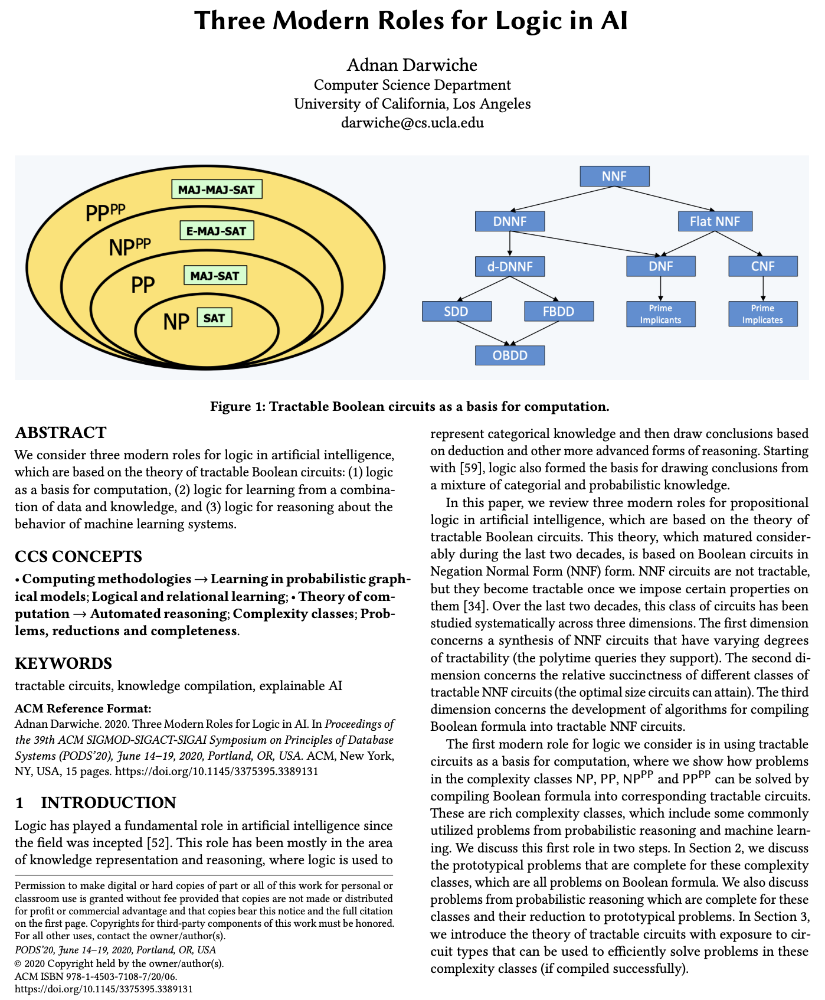 Three Modern Roles for Logic in AI
Adnan Darwiche
Computer Science Department
University of California, Los Angeles
darwiche@cs.ucla.edu
MAJ-MAJ-SAT
PP^PP
E-MAJ-SAT
NP^PP
MAJ-SAT
PP
SAT
NP
NNF
DNNF
Flat NNF
d-DNNF
DNF
CNF
SDD
FBDD
Prime
Implicants
Prime
Implicates
OBDD
Figure 1: Tractable Boolean circuits as a basis for computation.
ABSTRACT
We consider three modern roles for logic in artificial intelligence,
which are based on the theory of tractable Boolean circuits: (1) logic
as a basis for computation, (2) logic for learning from a combina-
tion of data and knowledge, and (3) logic for reasoning about the
behavior of machine learning systems.
CCS CONCEPTS
• Computing methodologies → Learning in probabilistic graph-
ical models; Logical and relational learning; • Theory of com-
putation → Automated reasoning; Complexity classes; Prob-
lems, reductions and completeness.
KEYWORDS
tractable circuits, knowledge compilation, explainable AI
ACM Reference Format:
Adnan Darwiche. 2020. Three Modern Roles for Logic in AI. In Proceedings of
the 39th ACM SIGMOD-SIGACT-SIGAI Symposium on Principles of Database
Systems (PODS'20), June 14–19, 2020, Portland, OR, USA. ACM, New York,
NY, USA, 15 pages. https://doi.org/10.1145/3375395.3389131
1 INTRODUCTION
Logic has played a fundamental role in artificial intelligence since
the field was incepted [52]. This role has been mostly in the area
of knowledge representation and reasoning, where logic is used to
Permission to make digital or hard copies of part or all of this work for personal or
classroom use is granted without fee provided that copies are not made or distributed
for profit or commercial advantage and that copies bear this notice and the full citation
on the first page. Copyrights for third-party components of this work must be honored.
For all other uses, contact the owner/author(s).
PODS'20, June 14–19, 2020, Portland, OR, USA
© 2020 Copyright held by the owner/author(s).
ACM ISBN 978-1-4503-7108-7/20/06.
https://doi.org/10.1145/3375395.3389131
represent categorical knowledge and then draw conclusions based
on deduction and other more advanced forms of reasoning. Starting
with [59], logic also formed the basis for drawing conclusions from
a mixture of categorial and probabilistic knowledge.
In this paper, we review three modern roles for propositional
logic in artificial intelligence, which are based on the theory of
tractable Boolean circuits. This theory, which matured consider-
ably during the last two decades, is based on Boolean circuits in
Negation Normal Form (NNF) form. NNF circuits are not tractable,
but they become tractable once we impose certain properties on
them [34]. Over the last two decades, this class of circuits has been
studied systematically across three dimensions. The first dimension
concerns a synthesis of NNF circuits that have varying degrees
of tractability (the polytime queries they support). The second di-
mension concerns the relative succinctness of different classes of
tractable NNF circuits (the optimal size circuits can attain). The third
dimension concerns the development of algorithms for compiling
Boolean formula into tractable NNF circuits.
The first modern role for logic we consider is in using tractable
circuits as a basis for computation, where we show how problems
in the complexity classes NP, PP, NP^PP and PP^PP can be solved by
compiling Boolean formula into corresponding tractable circuits.
These are rich complexity classes, which include some commonly
utilized problems from probabilistic reasoning and machine learn-
ing. We discuss this first role in two steps. In Section 2, we discuss
the prototypical problems that are complete for these complexity
classes, which are all problems on Boolean formula. We also discuss
problems from probabilistic reasoning which are complete for these
classes and their reduction to prototypical problems. In Section 3,
we introduce the theory of tractable circuits with exposure to cir-
cuit types that can be used to efficiently solve problems in these
complexity classes (if compiled successfully).